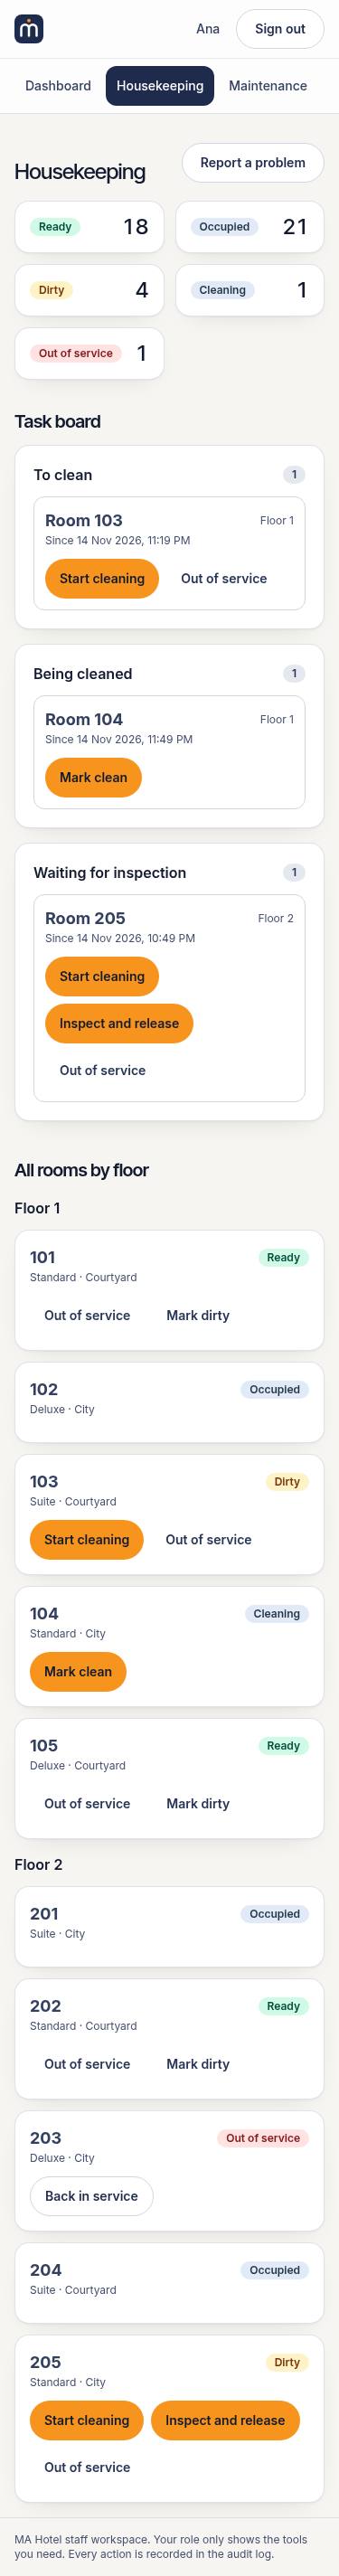 Ana
Sign out
Dashboard
Housekeeping
Maintenance
Housekeeping
Report a problem
Ready
18
Occupied
21
Dirty
4
Cleaning
1
Out of service
1
Task board
To clean
1
Room 103
Floor 1
Since 14 Nov 2026, 11:19 PM
Start cleaning
Out of service
Being cleaned
1
Room 104
Floor 1
Since 14 Nov 2026, 11:49 PM
Mark clean
Waiting for inspection
1
Room 205
Floor 2
Since 14 Nov 2026, 10:49 PM
Start cleaning
Inspect and release
Out of service
All rooms by floor
Floor 1
101
Ready
Standard · Courtyard
Out of service
Mark dirty
102
Occupied
Deluxe · City
103
Dirty
Suite · Courtyard
Start cleaning
Out of service
104
Cleaning
Standard · City
Mark clean
105
Ready
Deluxe · Courtyard
Out of service
Mark dirty
Floor 2
201
Occupied
Suite · City
202
Ready
Standard · Courtyard
Out of service
Mark dirty
203
Out of service
Deluxe · City
Back in service
204
Occupied
Suite · Courtyard
205
Dirty
Standard · City
Start cleaning
Inspect and release
Out of service
MA Hotel staff workspace. Your role only shows the tools
you need. Every action is recorded in the audit log.